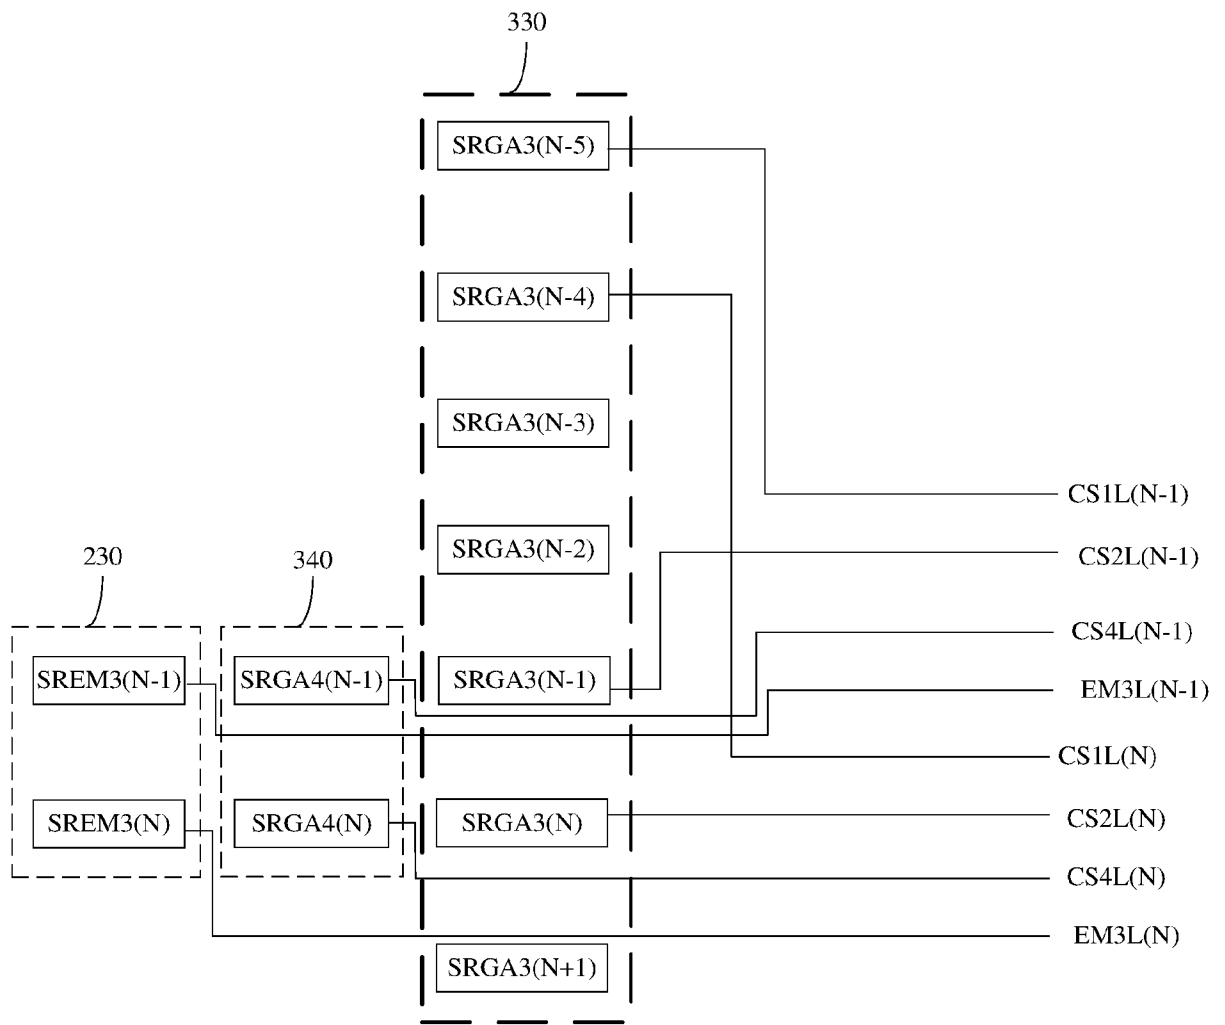 330
SRGA3(N-5)
SRGA3(N-4)
SRGA3(N-3)
CS1L(N-1)
SRGA3(N-2)
CS2L(N-1)
230
340
CS4L(N-1)
SREM3(N-1)
SRGA4(N-1)
SRGA3(N-1)
EM3L(N-1)
CS1L(N)
SREM3(N)
SRGA4(N)
SRGA3(N)
CS2L(N)
CS4L(N)
EM3L(N)
SRGA3(N+1)